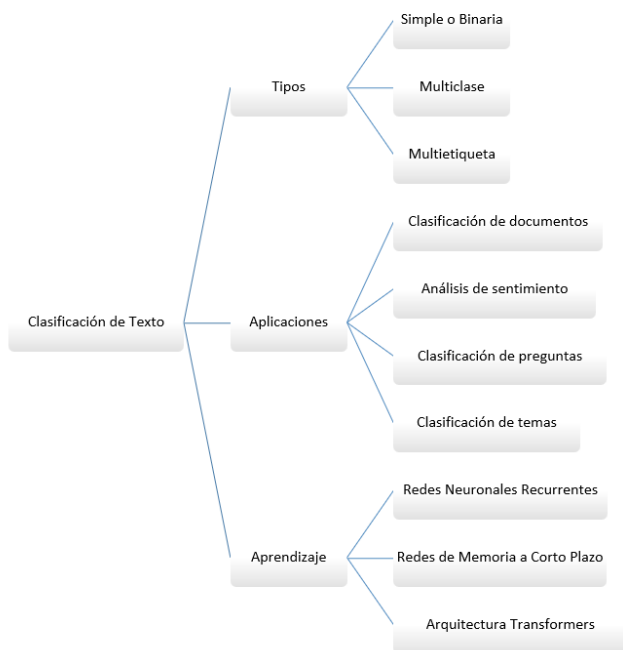 Clasificación de Texto
Tipos
Simple o Binaria
Multiclase
Multietiqueta
Aplicaciones
Clasificación de documentos
Análisis de sentimiento
Clasificación de preguntas
Clasificación de temas
Aprendizaje
Redes Neuronales Recurrentes
Redes de Memoria a Corto Plazo
Arquitectura Transformers